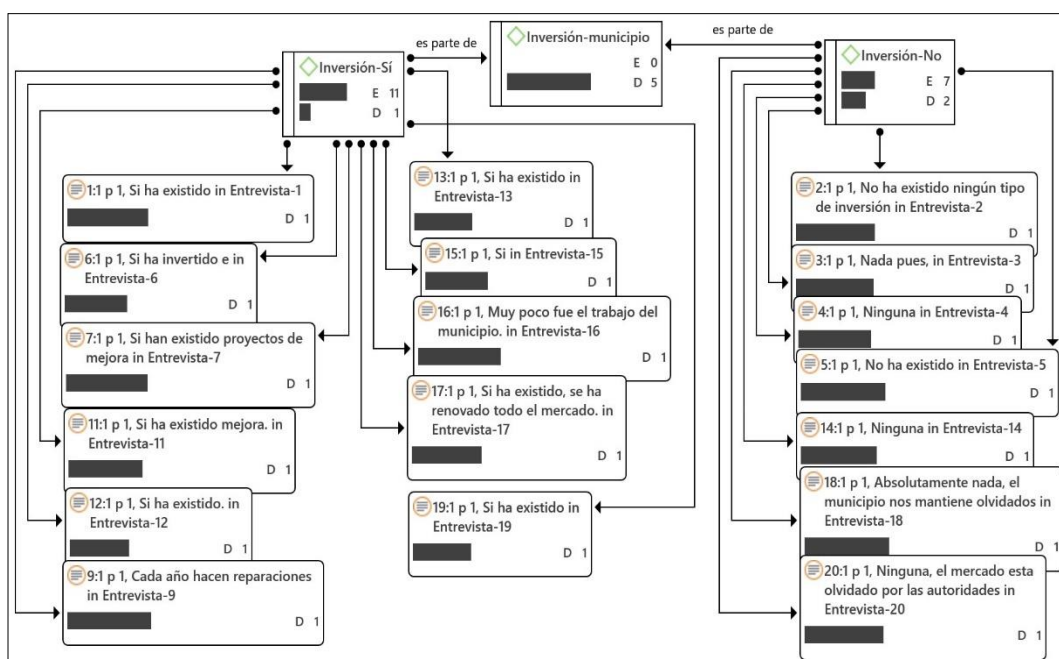 es parte de
Inversión-municipio
E 0
D 5
es parte de
Inversión-Sí
E 11
D 1
Inversión-No
E 7
D 2
1:1 p 1, Si ha existido in Entrevista-1
D 1
6:1 p 1, Si ha invertido e in
Entrevista-6
D 1
7:1 p 1, Si han existido proyectos de
mejora in Entrevista-7
D 1
11:1 p 1, Si ha existido mejora. in
Entrevista-11
D 1
12:1 p 1, Si ha existido. in
Entrevista-12
D 1
9:1 p 1, Cada año hacen reparaciones
in Entrevista-9
D 1
13:1 p 1, Si ha existido in
Entrevista-13
D 1
15:1 p 1, Si in Entrevista-15
D 1
16:1 p 1, Muy poco fue el trabajo del
municipio. in Entrevista-16
D 1
17:1 p 1, Si ha existido, se ha
renovado todo el mercado. in
Entrevista-17
D 1
19:1 p 1, Si ha existido in
Entrevista-19
D 1
2:1 p 1, No ha existido ningún tipo
de inversión in Entrevista-2
D 1
3:1 p 1, Nada pues, in Entrevista-3
D 1
4:1 p 1, Ninguna in Entrevista-4
D 1
5:1 p 1, No ha existido in Entrevista-5
D 1
14:1 p 1, Ninguna in Entrevista-14
D 1
18:1 p 1, Absolutamente nada, el
municipio nos mantiene olvidados in
Entrevista-18
D 1
20:1 p 1, Ninguna, el mercado esta
olvidado por las autoridades in
Entrevista-20
D 1